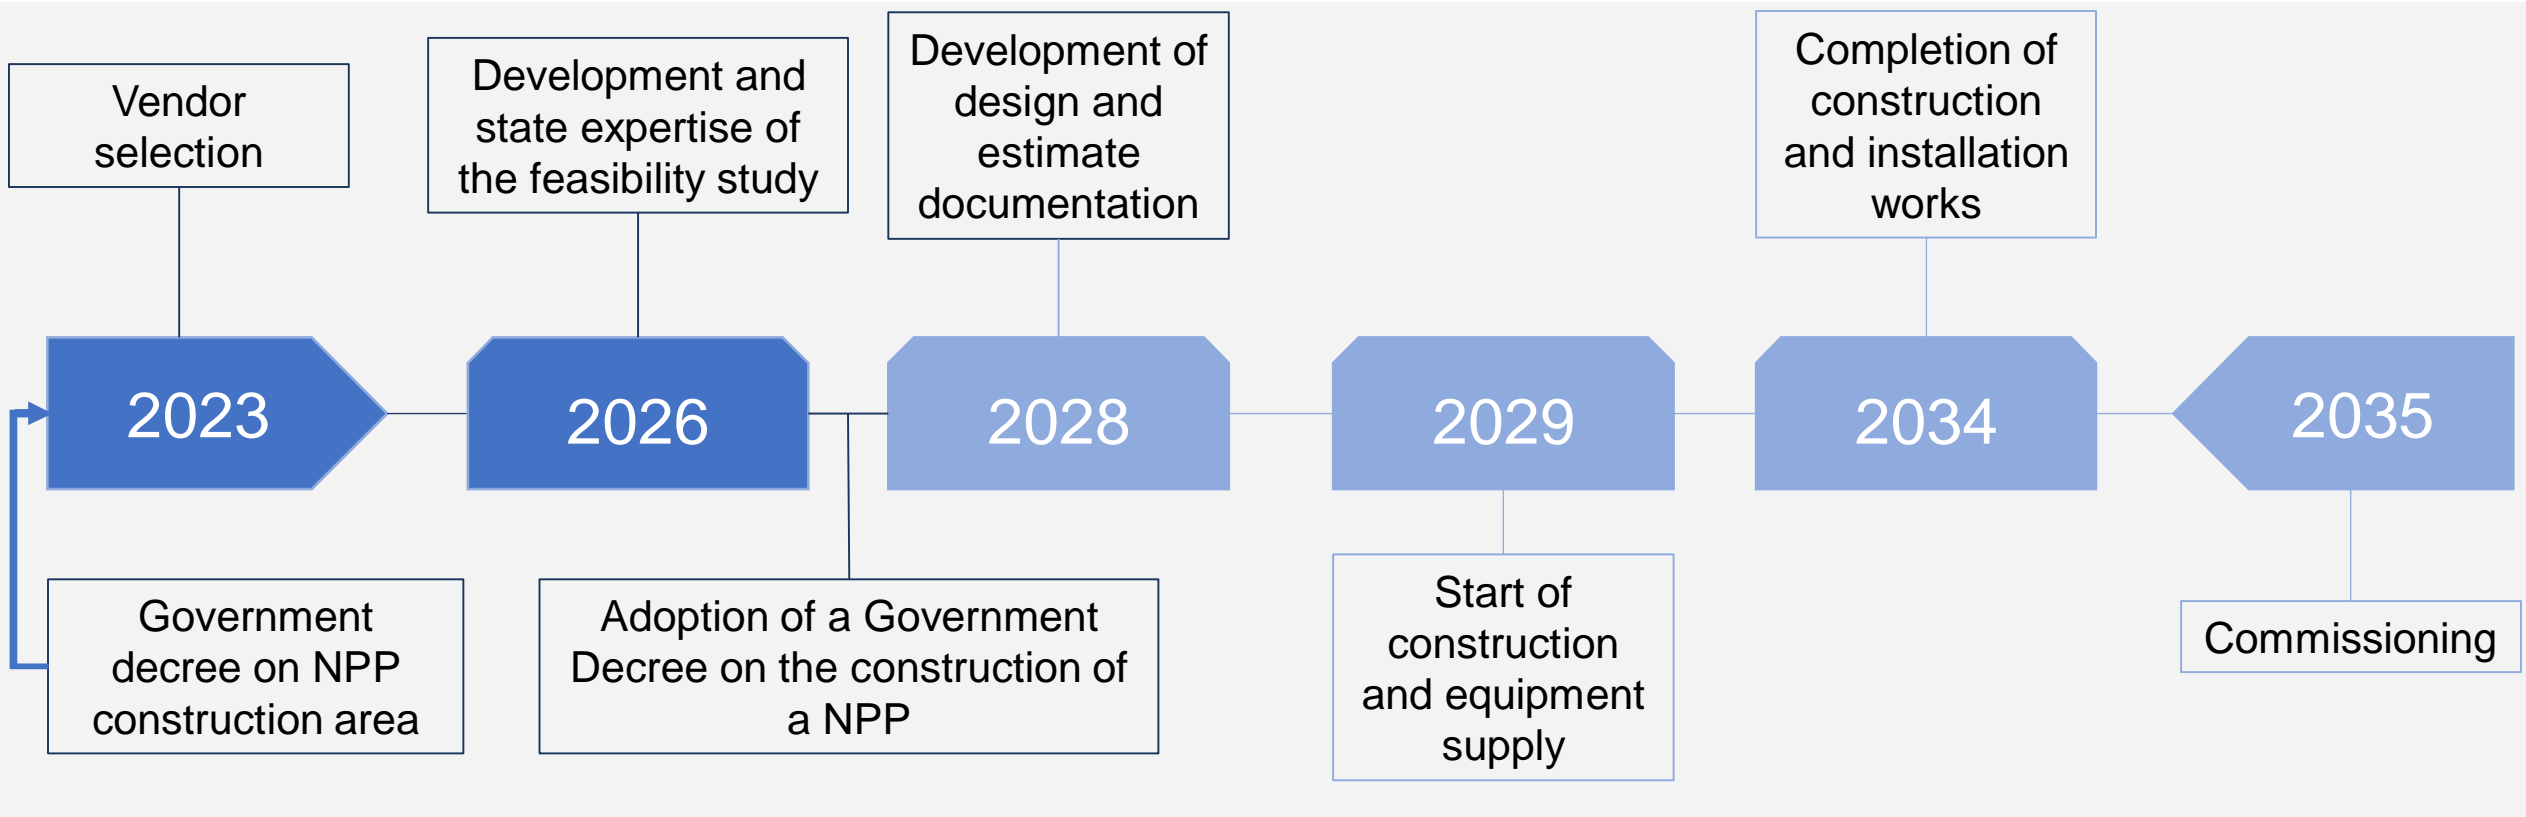 Vendor
selection
Development and
state expertise of
the feasibility study
Development of
design and
estimate
documentation
Completion of
construction
and installation
works
2023
2026
2028
2029
2034
2035
Government
decree on NPP
construction area
Adoption of a Government
Decree on the construction of
a NPP
Start of
construction
and equipment
supply
Commissioning